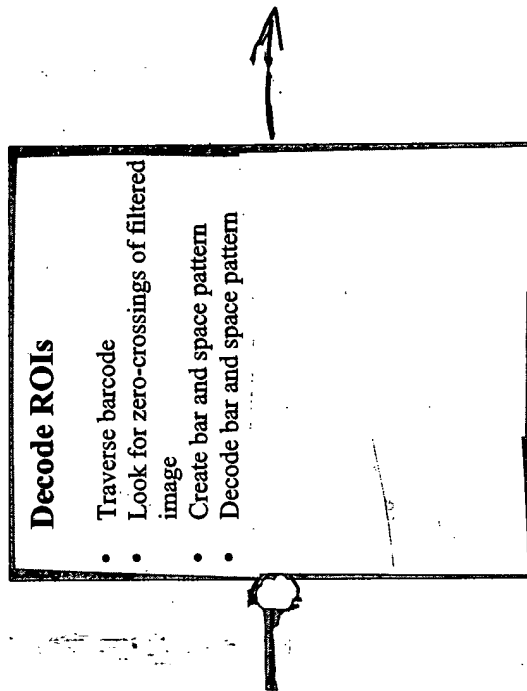 Decode ROIs
• Traverse barcode
• Look for zero-crossings of filtered
image
• Create bar and space pattern
• Decode bar and space pattern